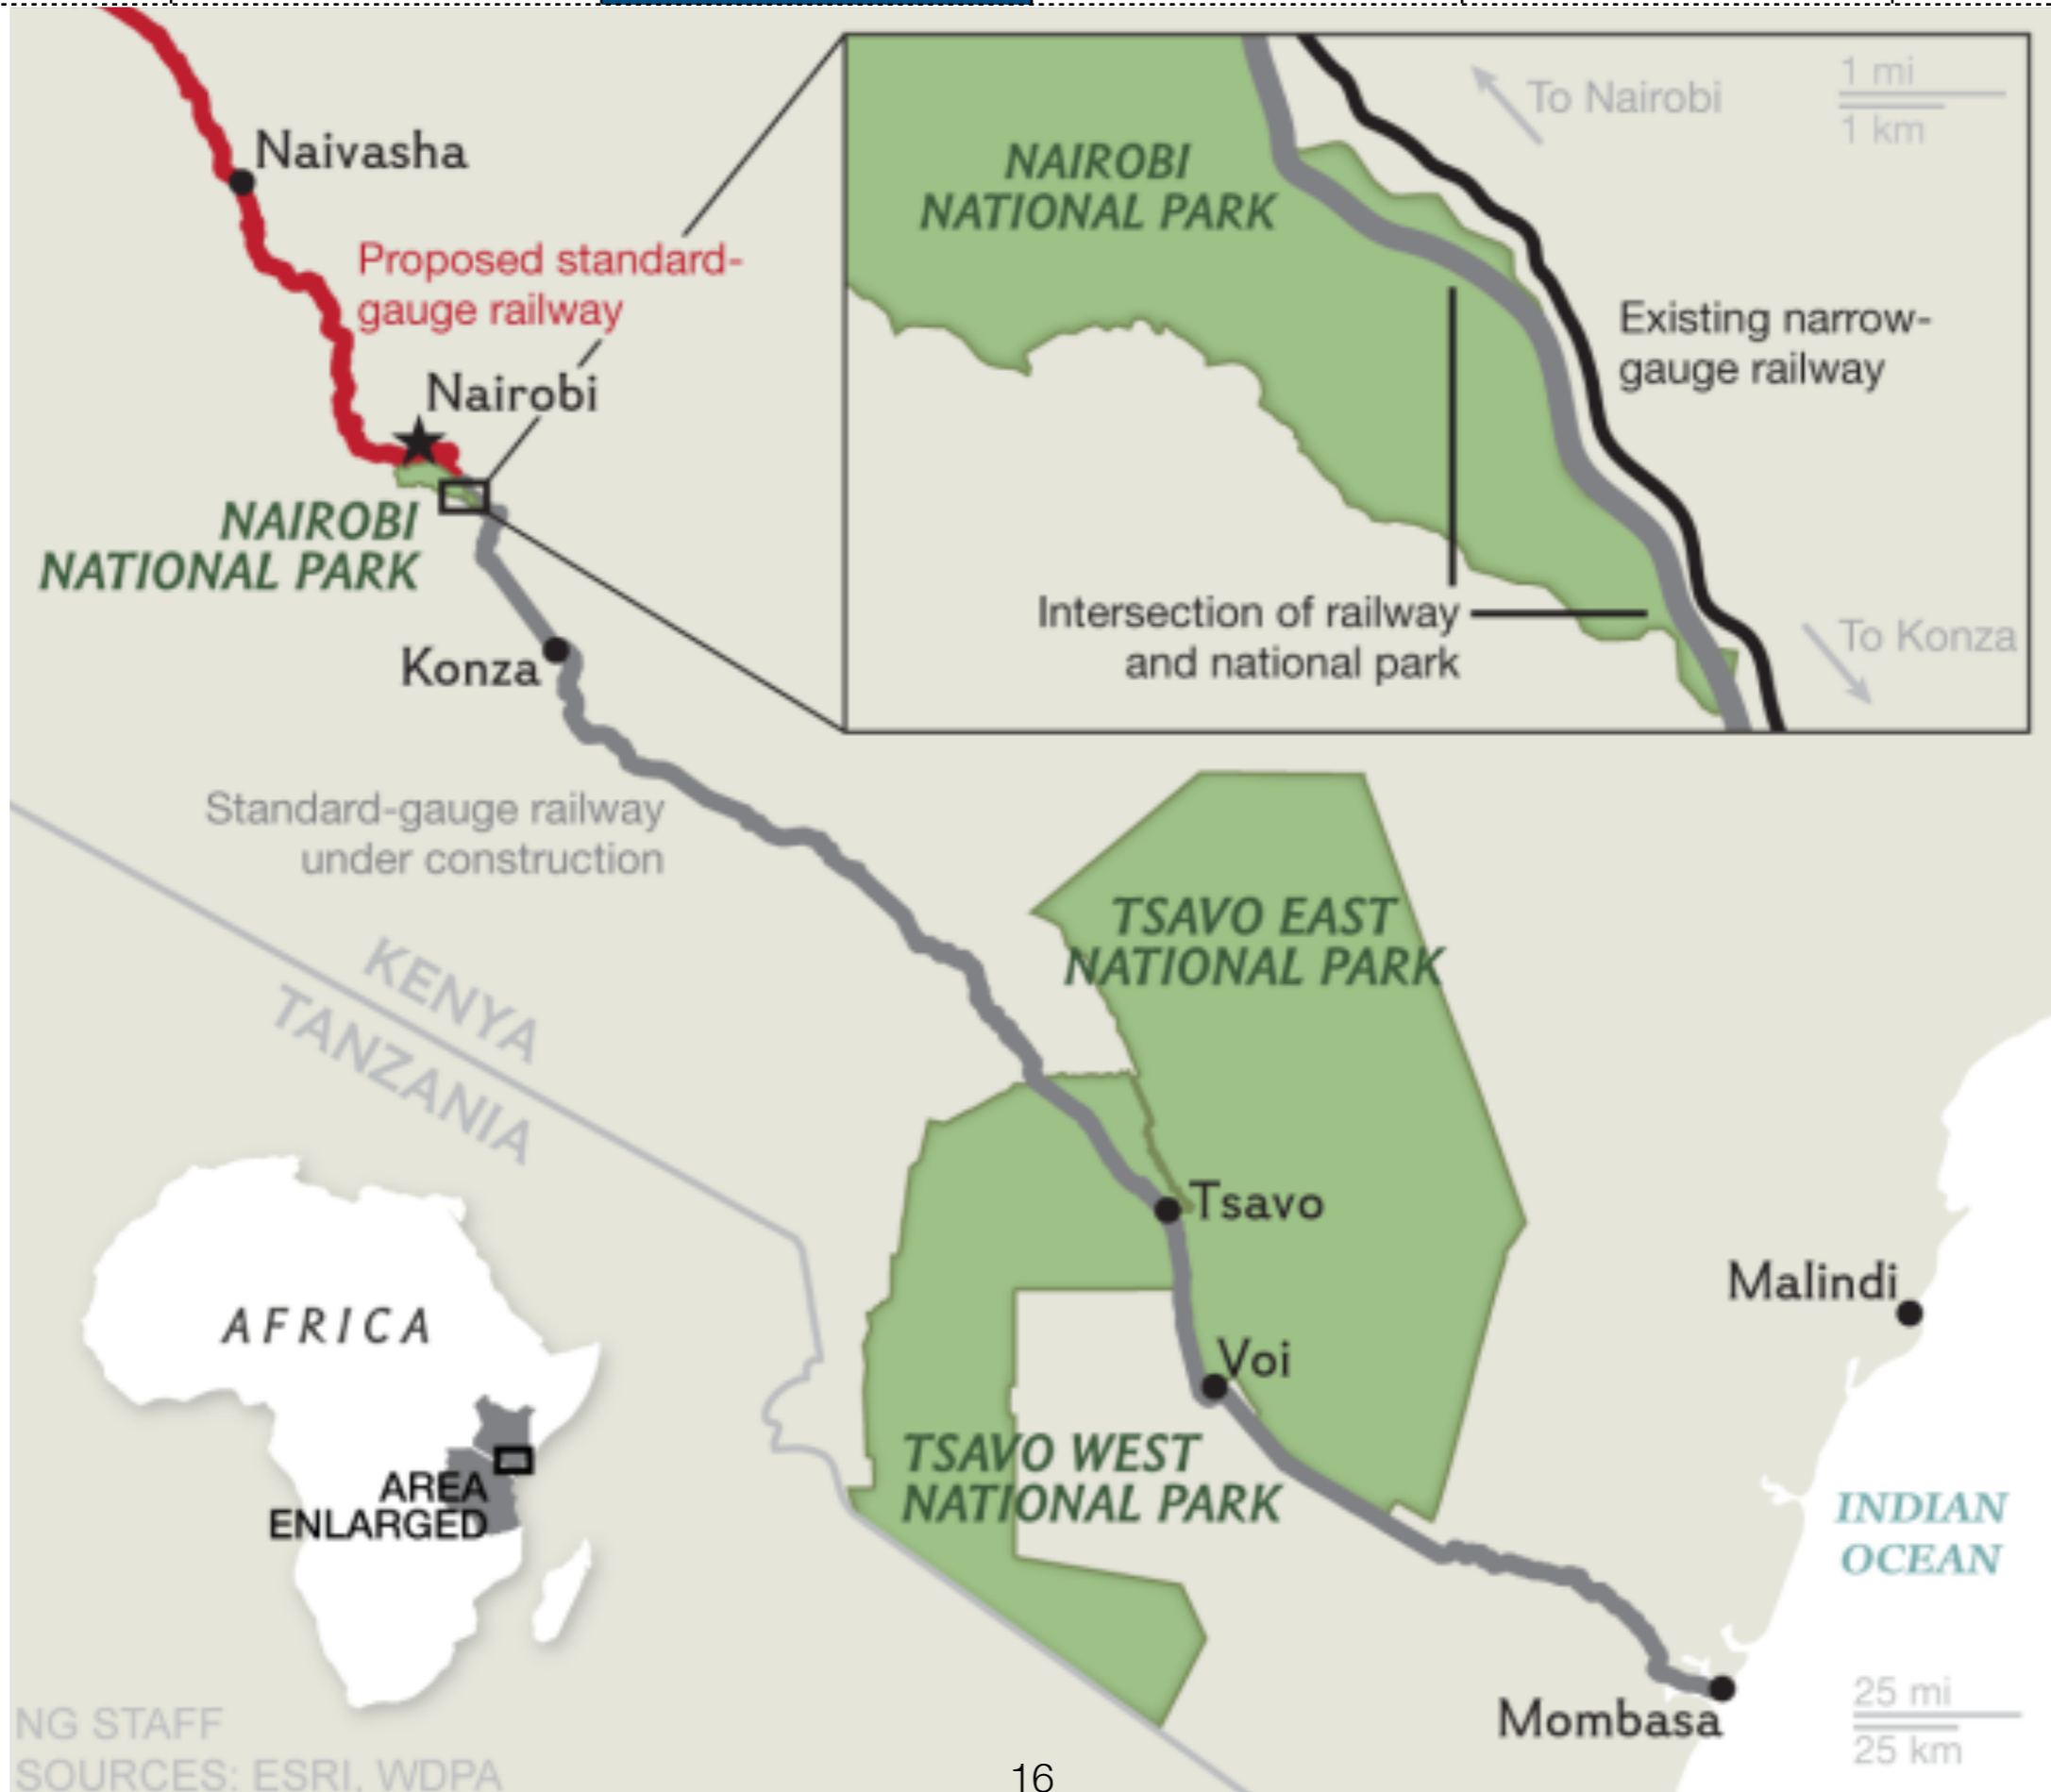 Naivasha
Proposed standard-
gauge railway
Nairobi
NAIROBI
NATIONAL PARK
Konza
Standard-gauge railway
under construction
KENYA
TANZANIA
NAIROBI
NATIONAL PARK
To Nairobi
1 mi
1 km
Existing narrow-
gauge railway
Intersection of railway
and national park
To Konza
TSAVO EAST
NATIONAL PARK
Tsavo
Voi
TSAVO WEST
NATIONAL PARK
Malindi
INDIAN
OCEAN
Mombasa
25 mi
25 km
AFRICA
AREA
ENLARGED
NG STAFF
SOURCES: ESRI, WDPA
16